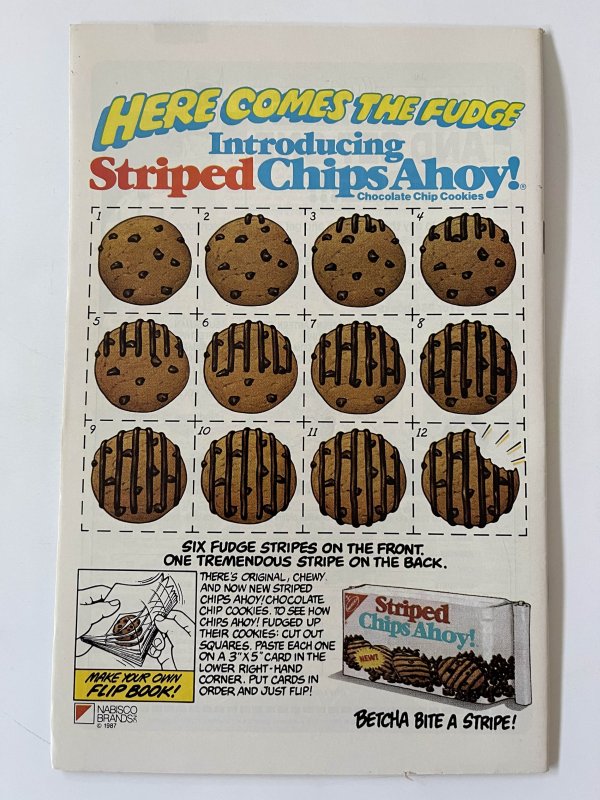 HERE COMES THE FUDGE
Introducing
Striped Chips Ahoy!®
Chocolate Chip Cookies
1 2 3 4
5 6 7 8
9 10 11 12
SIX FUDGE STRIPES ON THE FRONT.
ONE TREMENDOUS STRIPE ON THE BACK.
THERE'S ORIGINAL, CHEWY
AND NOW NEW STRIPED
CHIPS AHOY! CHOCOLATE
CHIP COOKIES. TO SEE HOW
CHIPS AHOY! FUDGED UP
THEIR COOKIES: CUT OUT
SQUARES. PASTE EACH ONE
ON A 3"X5" CARD IN THE
LOWER RIGHT-HAND
CORNER. PUT CARDS IN
ORDER AND JUST FLIP!
MAKE YOUR OWN
FLIP BOOK!
NABISCO
BRANDS
© 1987
Striped
Chips Ahoy!
NEW!
BETCHA BITE A STRIPE!